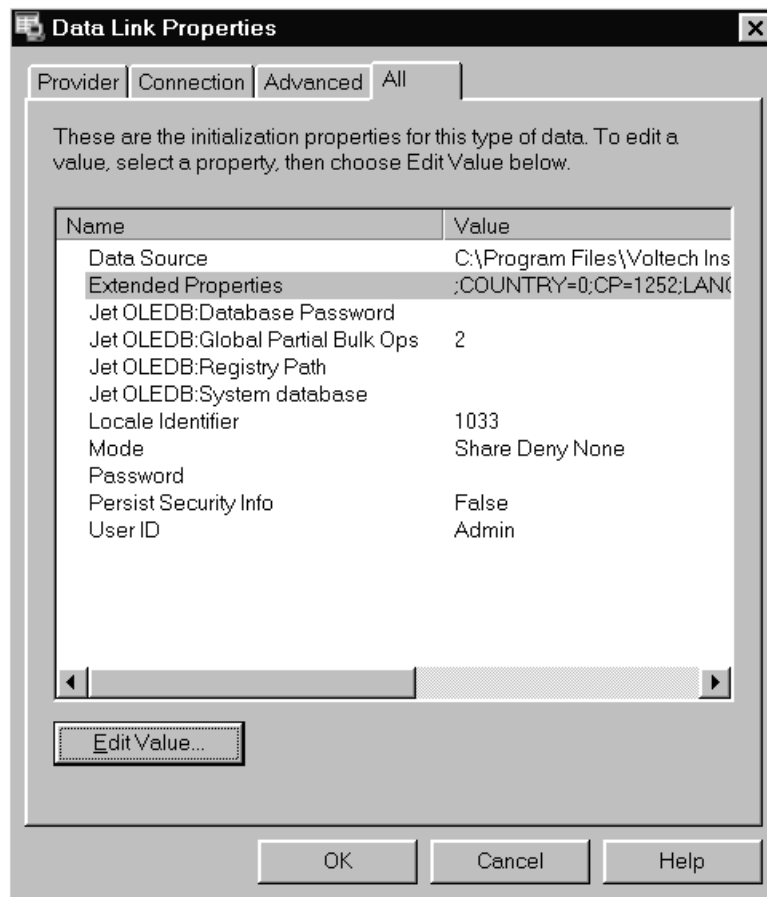 Data Link Properties
Provider Connection Advanced All
These are the initialization properties for this type of data. To edit a
value, select a property, then choose Edit Value below.
Name Value
Data Source C:\Program Files\Voltech Ins
Extended Properties ;COUNTRY=0;CP=1252;LANG
Jet OLEDB:Database Password
Jet OLEDB:Global Partial Bulk Ops 2
Jet OLEDB:Registry Path
Jet OLEDB:System database
Locale Identifier 1033
Mode Share Deny None
Password
Persist Security Info False
User ID Admin
Edit Value...
OK Cancel Help